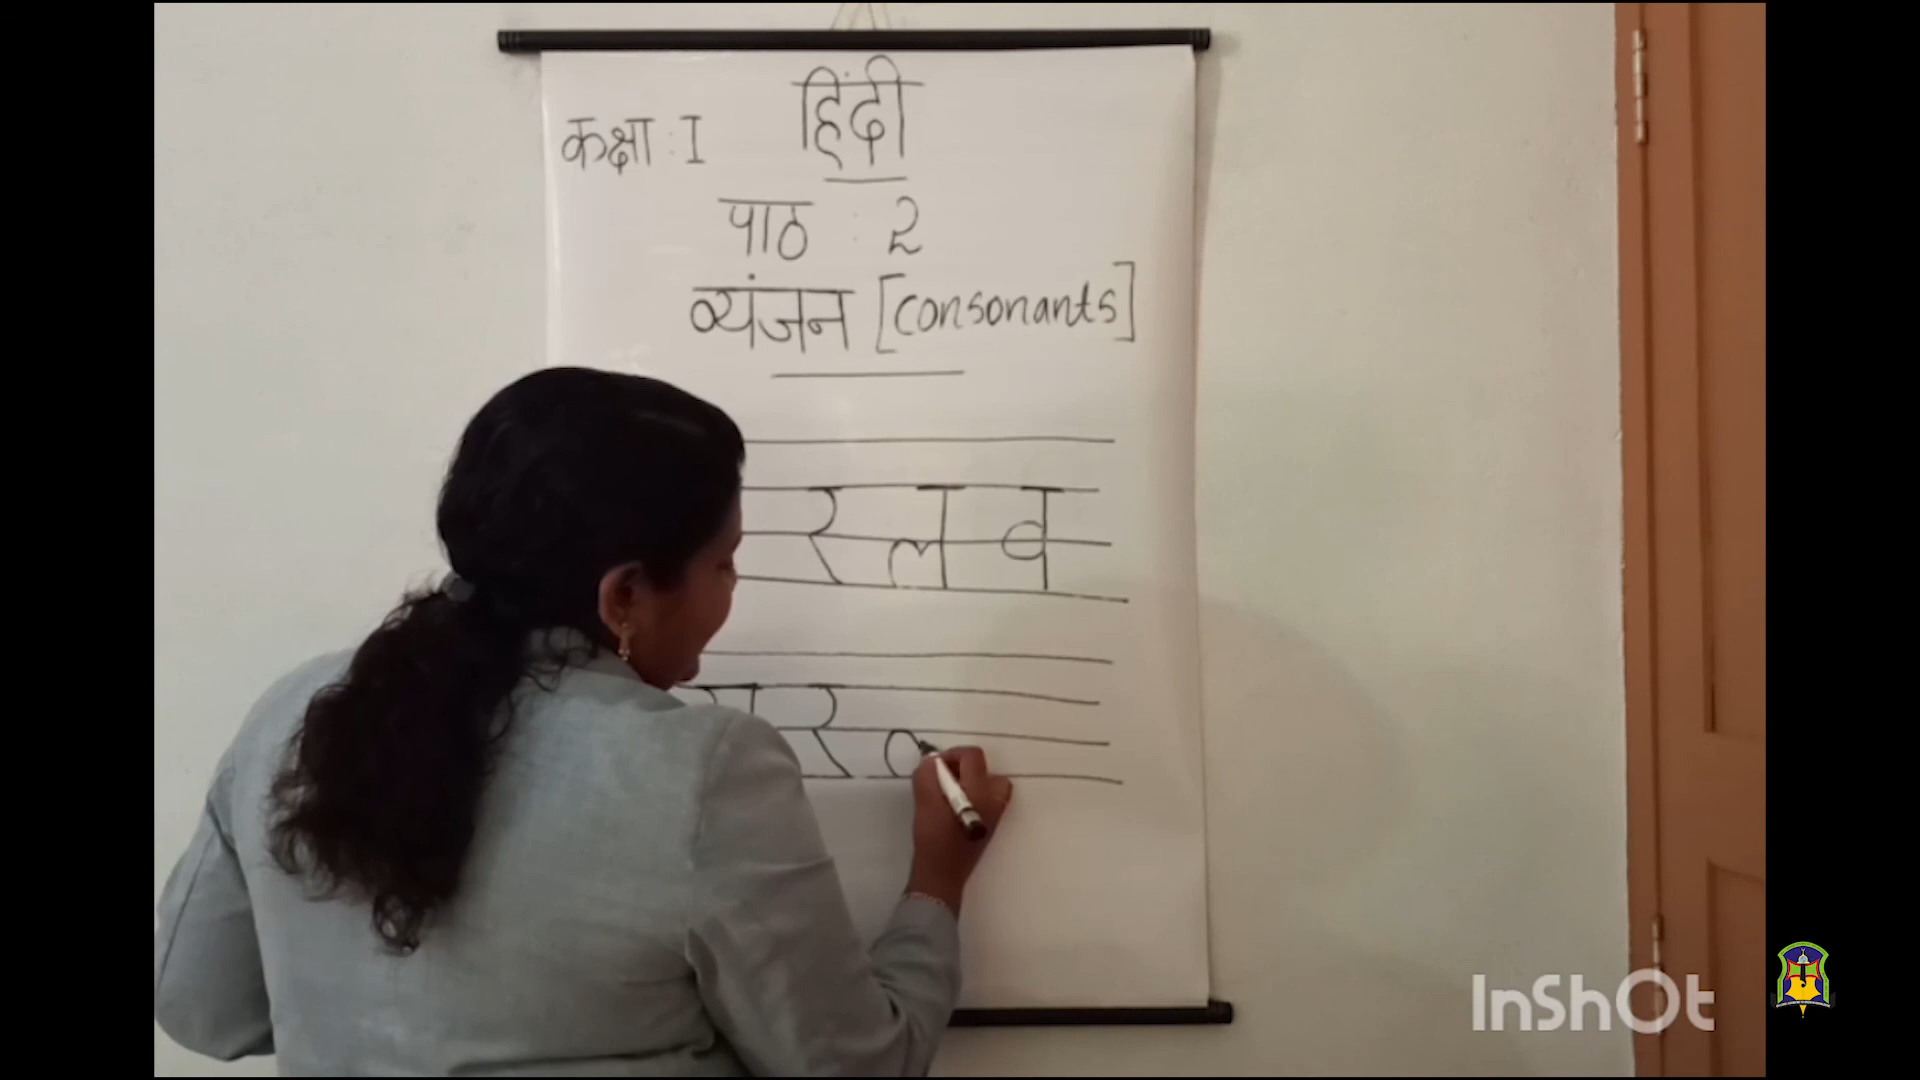 हिंदी
कक्षा : I
पाठ : 2
व्यंजन [consonants]
र ल व
र
InShOt